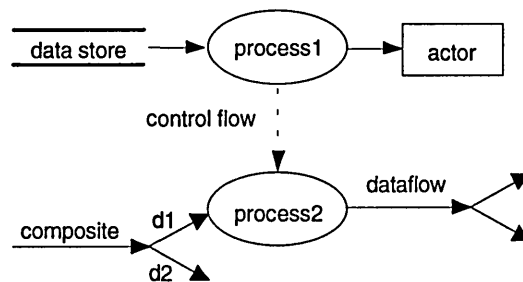 data store
process1
actor
control flow
process2
dataflow
composite
d1
d2